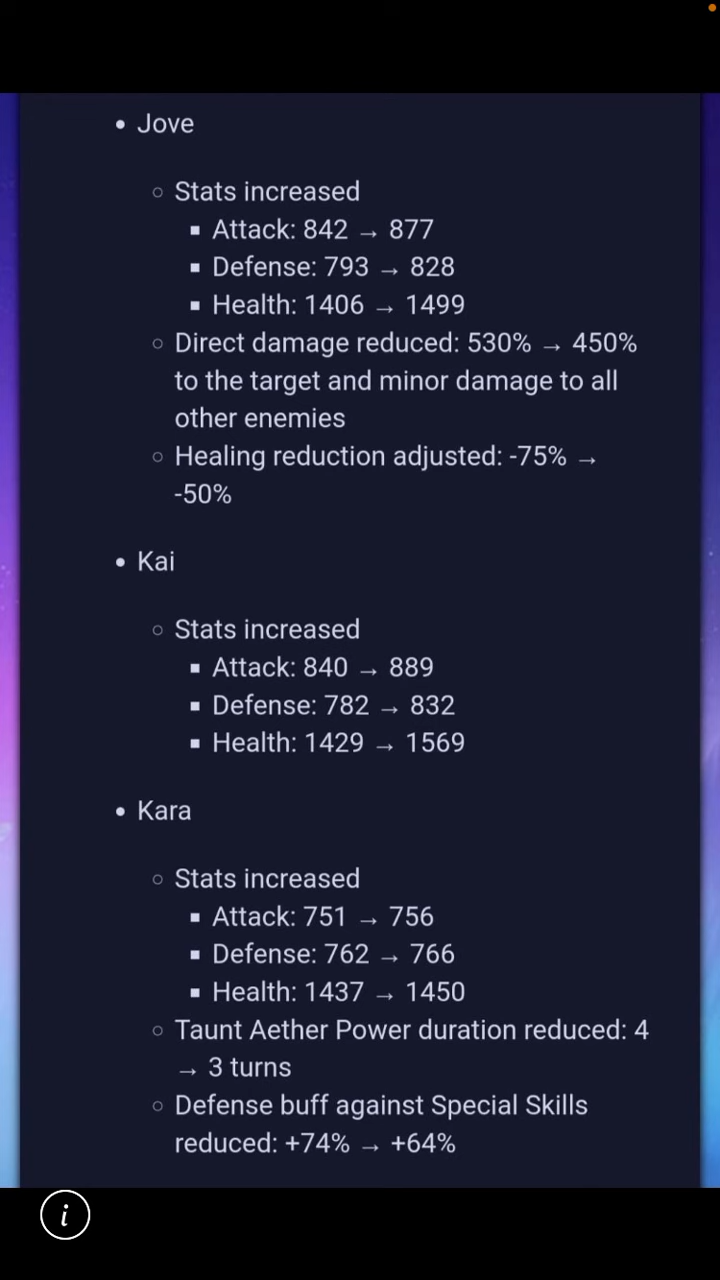 • Jove
○ Stats increased
▪ Attack: 842 → 877
▪ Defense: 793 → 828
▪ Health: 1406 → 1499
○ Direct damage reduced: 530% → 450%
to the target and minor damage to all
other enemies
○ Healing reduction adjusted: -75% →
-50%
• Kai
○ Stats increased
▪ Attack: 840 → 889
▪ Defense: 782 → 832
▪ Health: 1429 → 1569
• Kara
○ Stats increased
▪ Attack: 751 → 756
▪ Defense: 762 → 766
▪ Health: 1437 → 1450
○ Taunt Aether Power duration reduced: 4
→ 3 turns
○ Defense buff against Special Skills
reduced: +74% → +64%
i